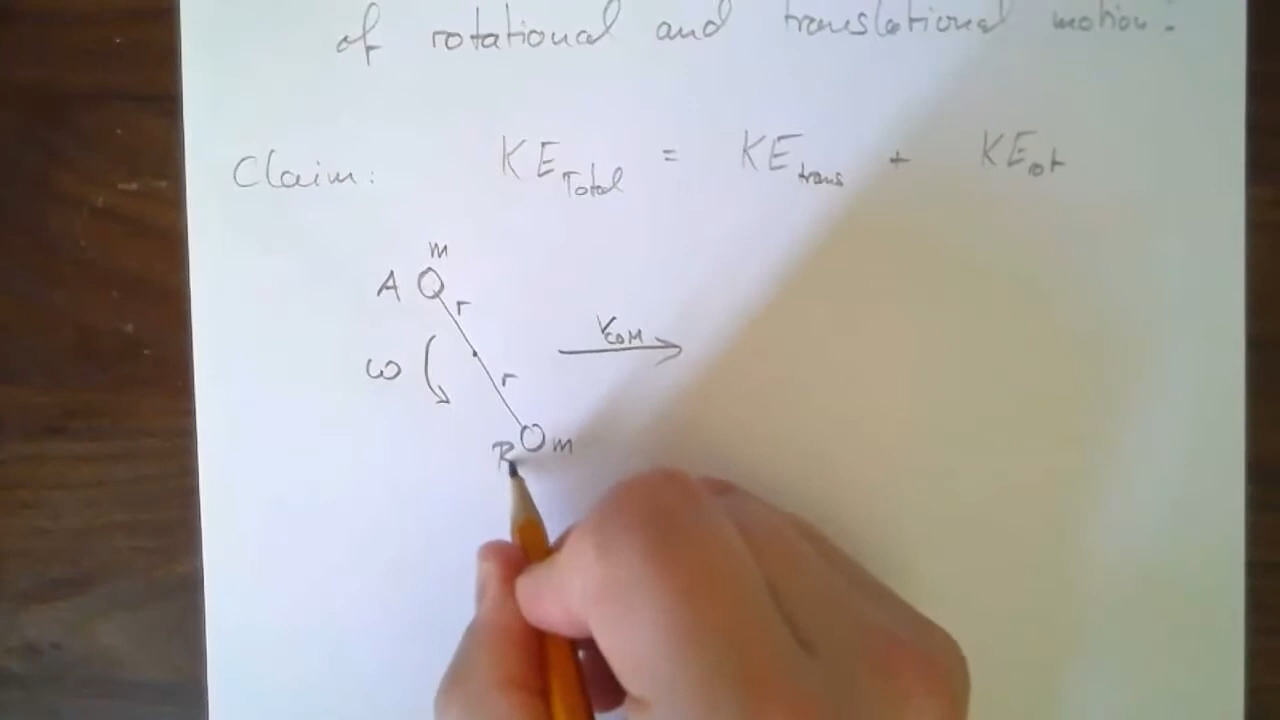 of rotational and translational motion:
Claim: KE_Total = KE_trans + KE_rot
m
A r
V_COM
ω
r
B m